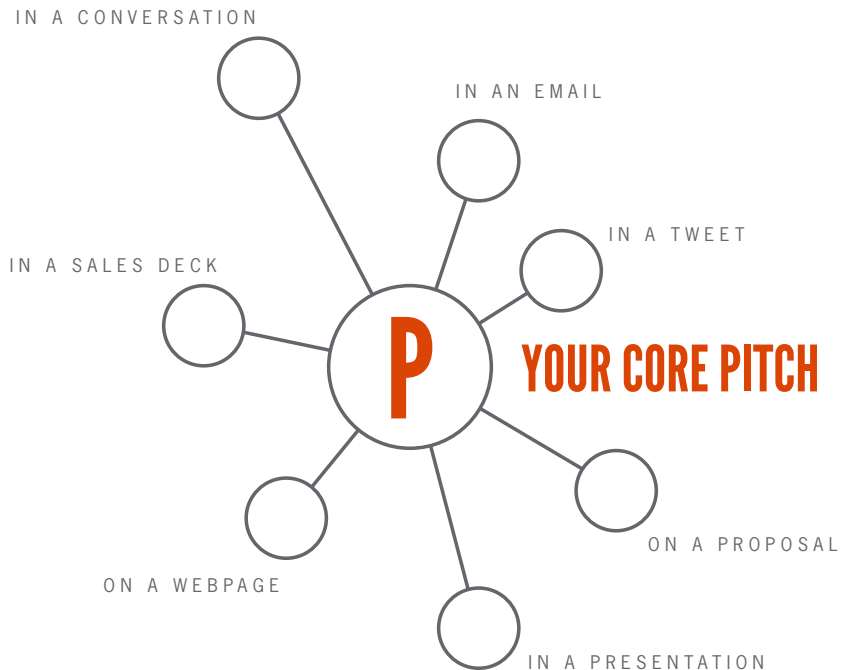 IN A CONVERSATION
IN AN EMAIL
IN A TWEET
IN A SALES DECK
P
YOUR CORE PITCH
ON A PROPOSAL
ON A WEBPAGE
IN A PRESENTATION